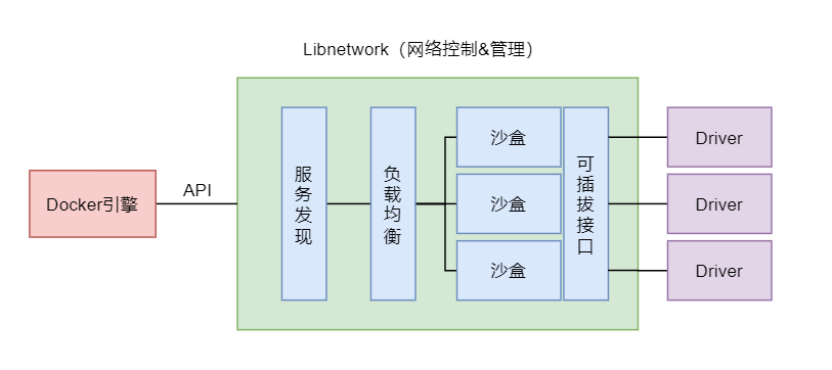 Libnetwork（网络控制&管理）
Docker引擎
API
服务发现
负载均衡
沙盒
沙盒
沙盒
可插拔接口
Driver
Driver
Driver